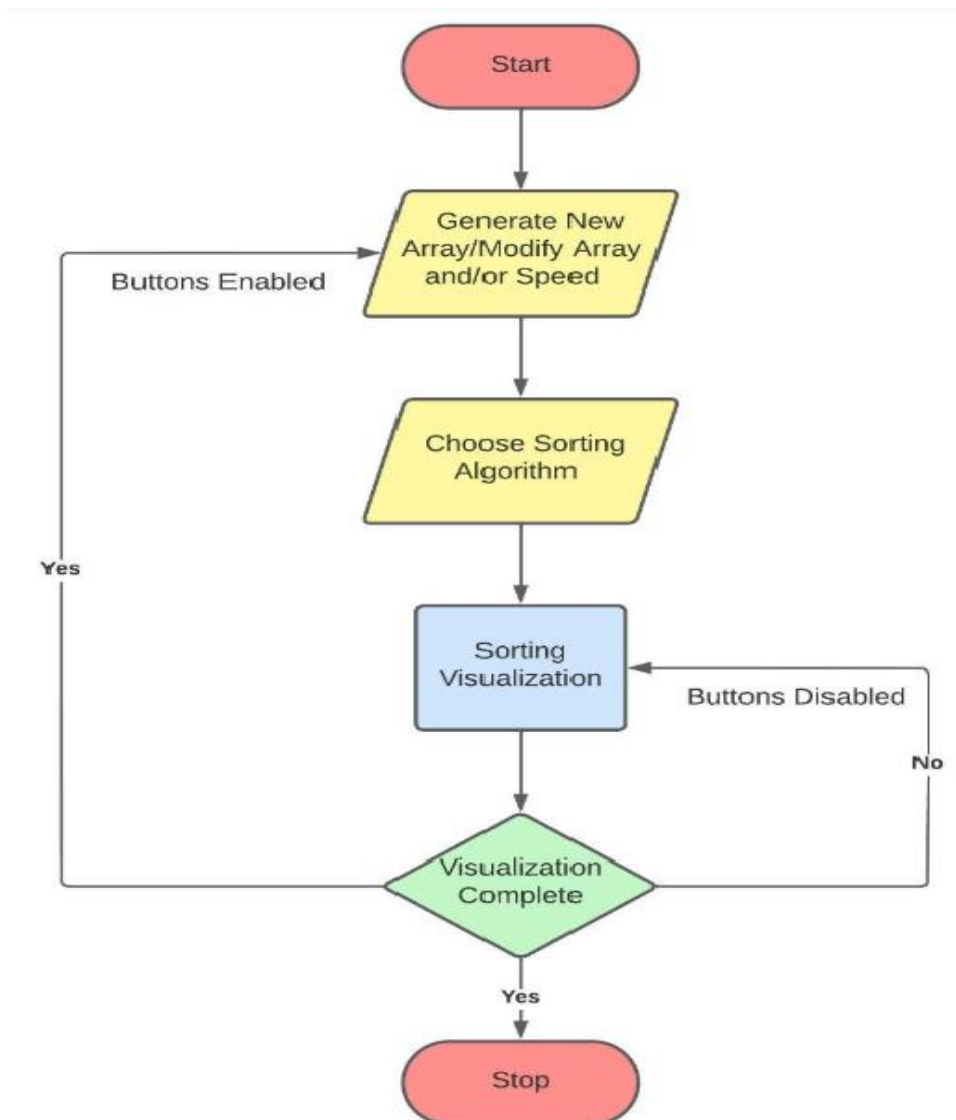 Start
Generate New
Array/Modify Array
and/or Speed
Buttons Enabled
Choose Sorting
Algorithm
Yes
Sorting
Visualization
Buttons Disabled
No
Visualization
Complete
Yes
Stop